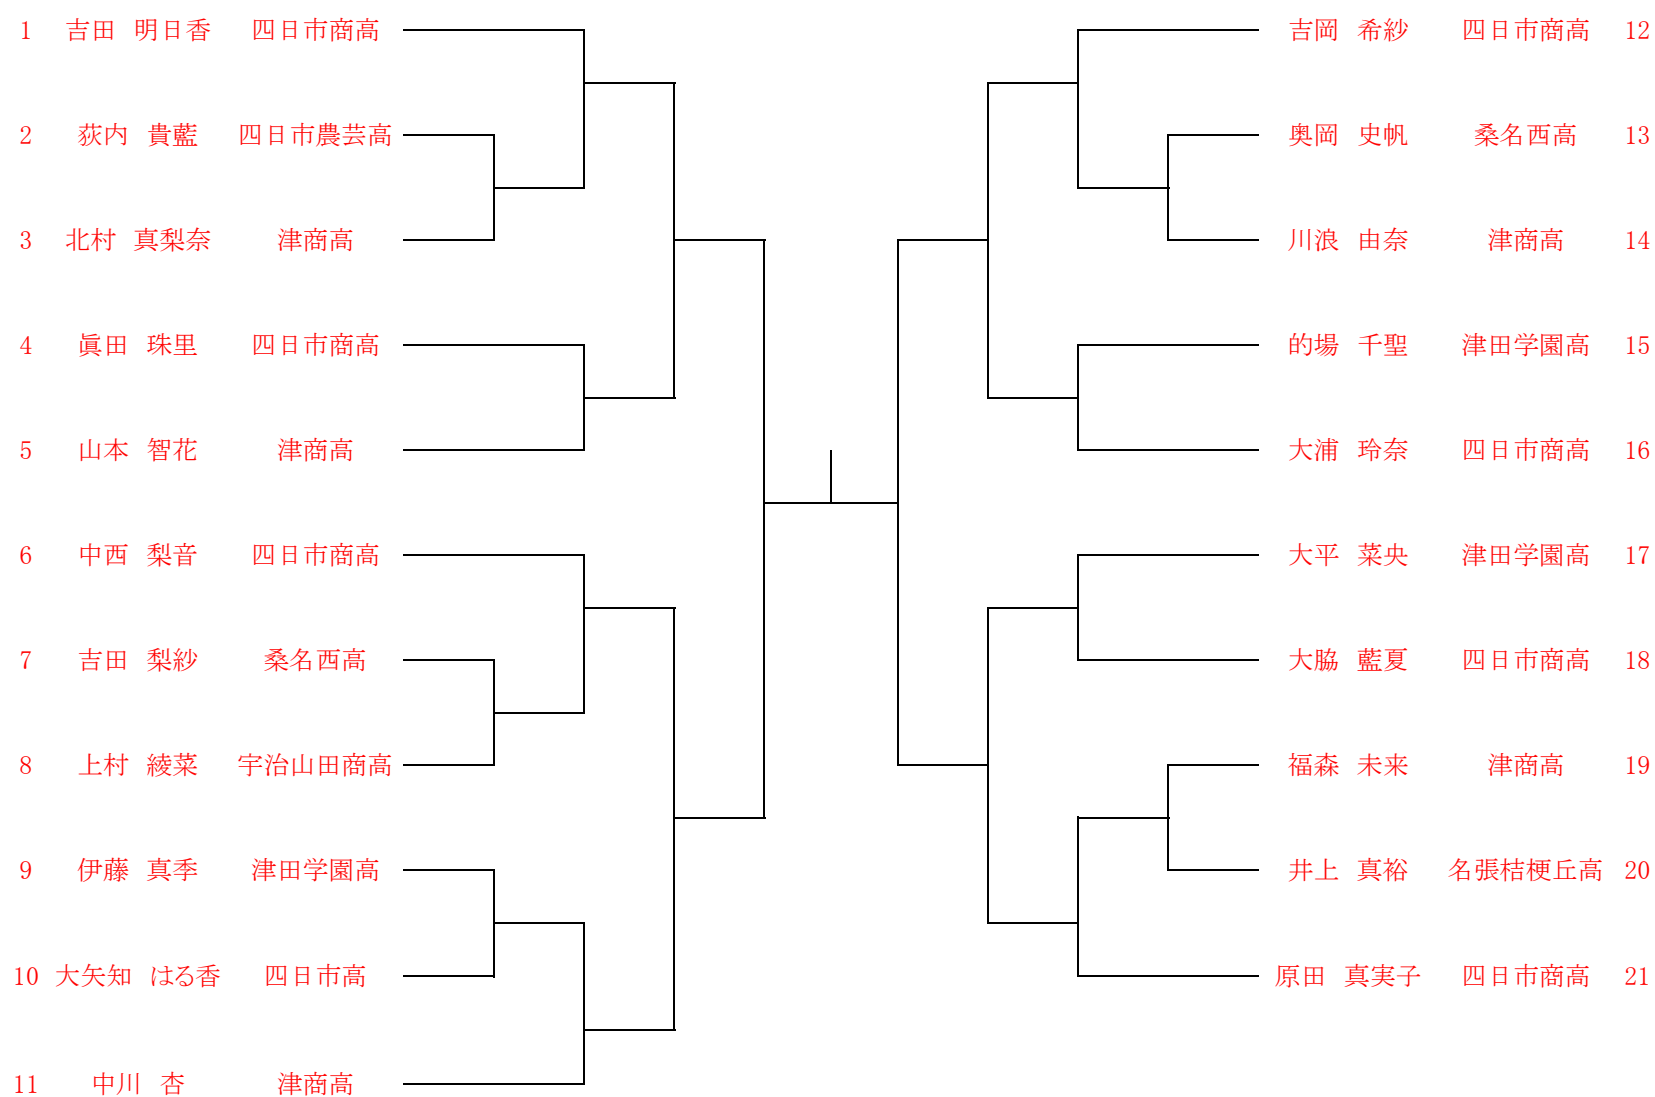 1 吉田 明日香 四日市商高
2 荻内 貴藍 四日市農芸高
3 北村 真梨奈 津商高
4 眞田 珠里 四日市商高
5 山本 智花 津商高
6 中西 梨音 四日市商高
7 吉田 梨紗 桑名西高
8 上村 綾菜 宇治山田商高
9 伊藤 真季 津田学園高
10 大矢知 はる香 四日市高
11 中川 杏 津商高
吉岡 希紗 四日市商高 12
奥岡 史帆 桑名西高 13
川浪 由奈 津商高 14
的場 千聖 津田学園高 15
大浦 玲奈 四日市商高 16
大平 菜央 津田学園高 17
大脇 藍夏 四日市商高 18
福森 未来 津商高 19
井上 真裕 名張桔梗丘高 20
原田 真実子 四日市商高 21